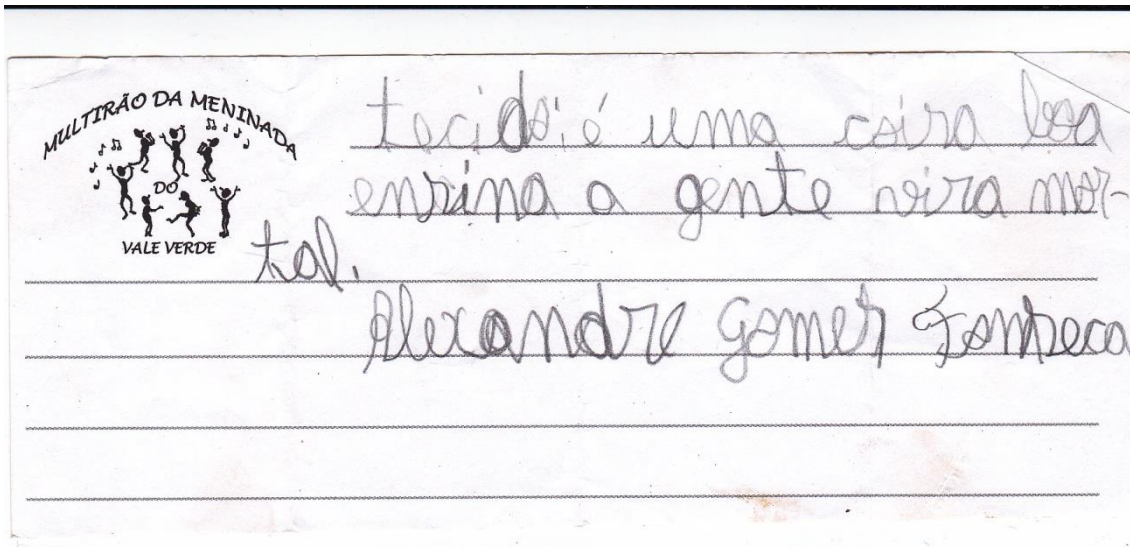 MULTIRÃO DA MENINADA
DO
VALE VERDE
tecido: é uma coisa boa
ensina a gente vira mor-
tal.
Alexandre Gomes Fonseca